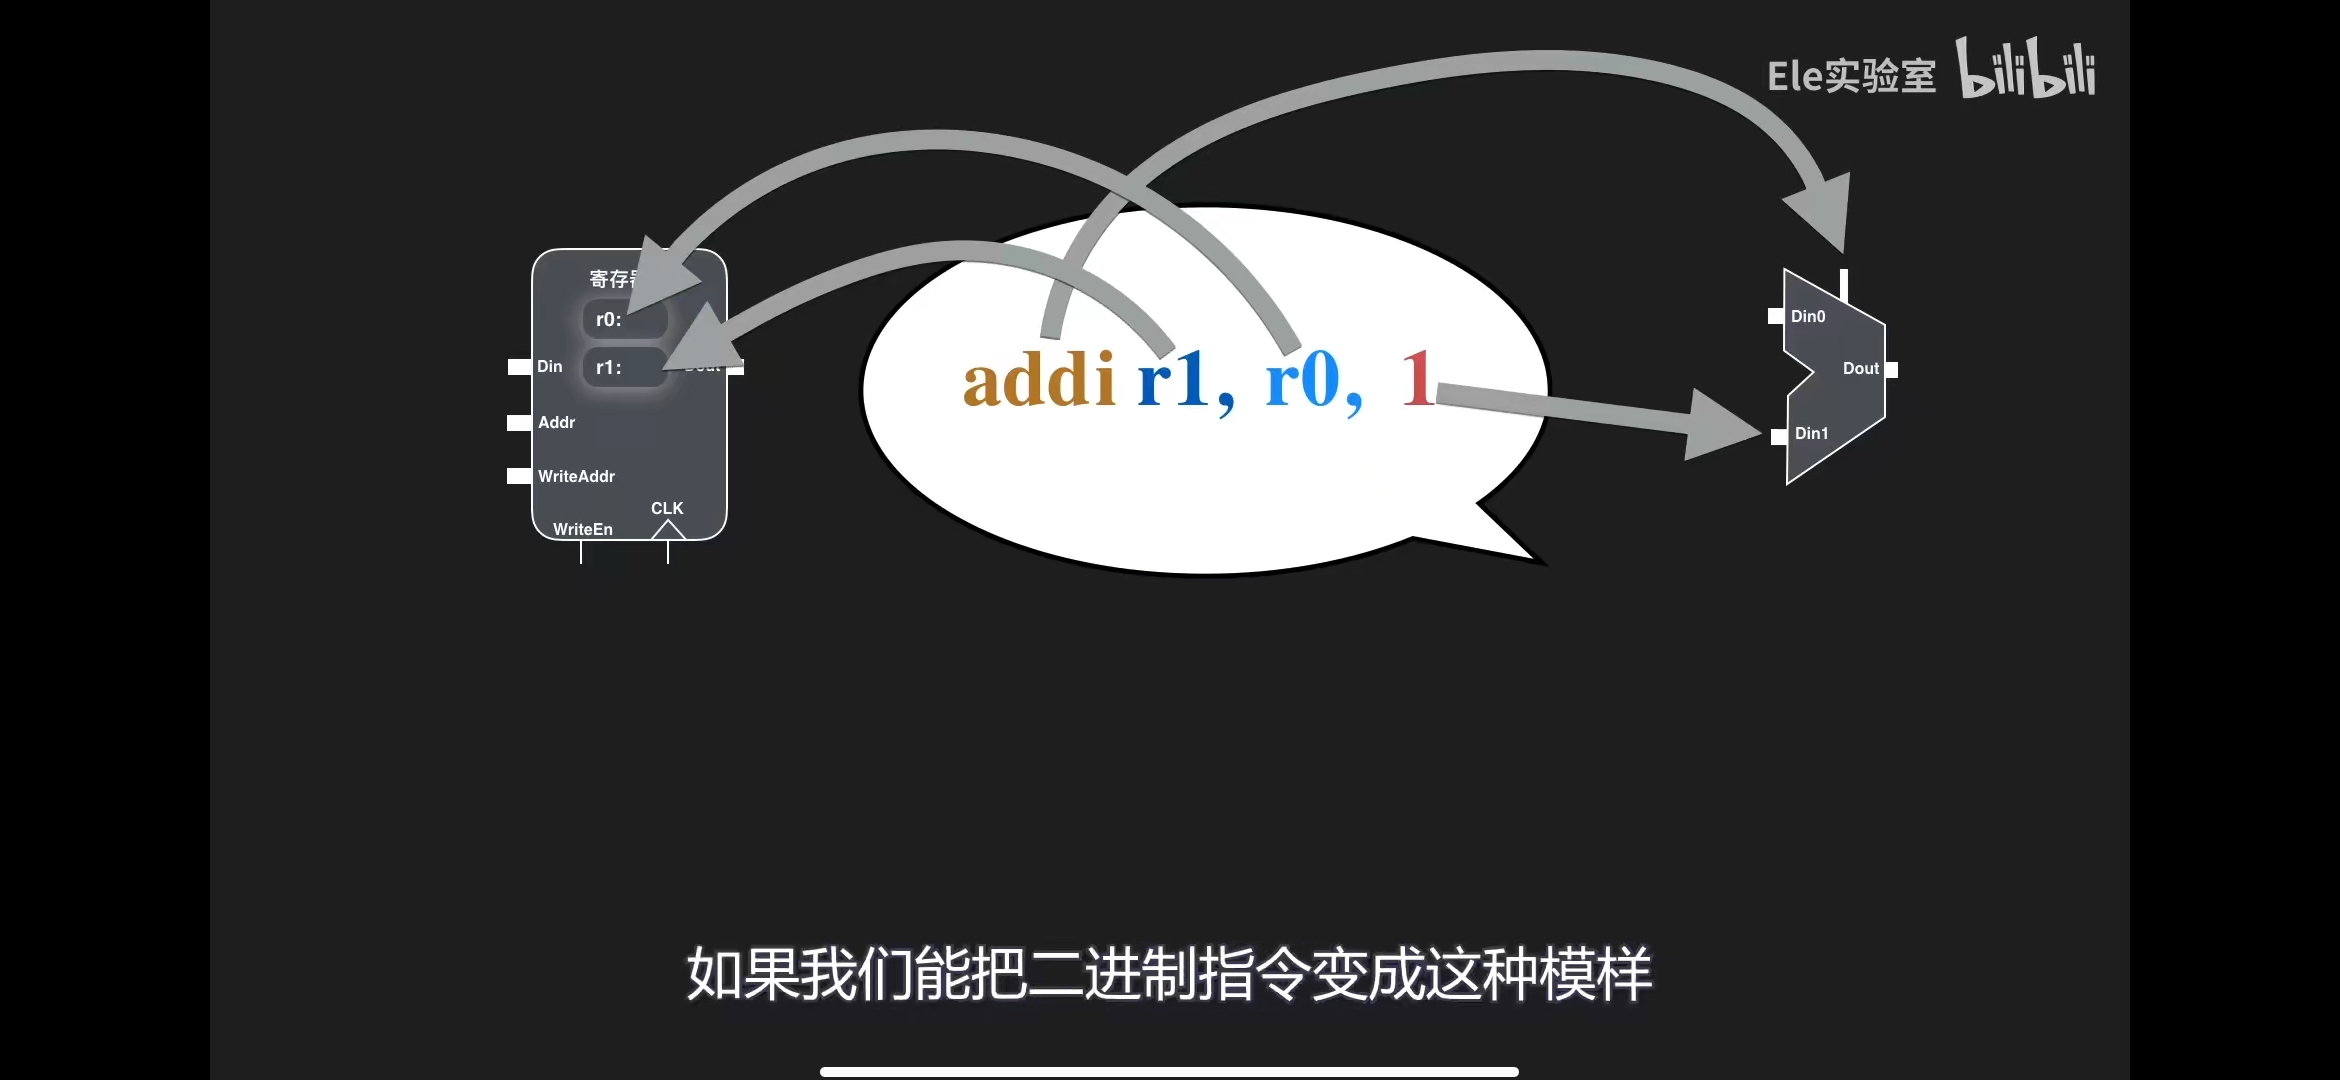 Ele实验室 bilibili
寄存
r0:
r1:
Din
Addr
WriteAddr
CLK
WriteEn
addi r1, r0, 1
Din0
Dout
Din1
如果我们能把二进制指令变成这种模样